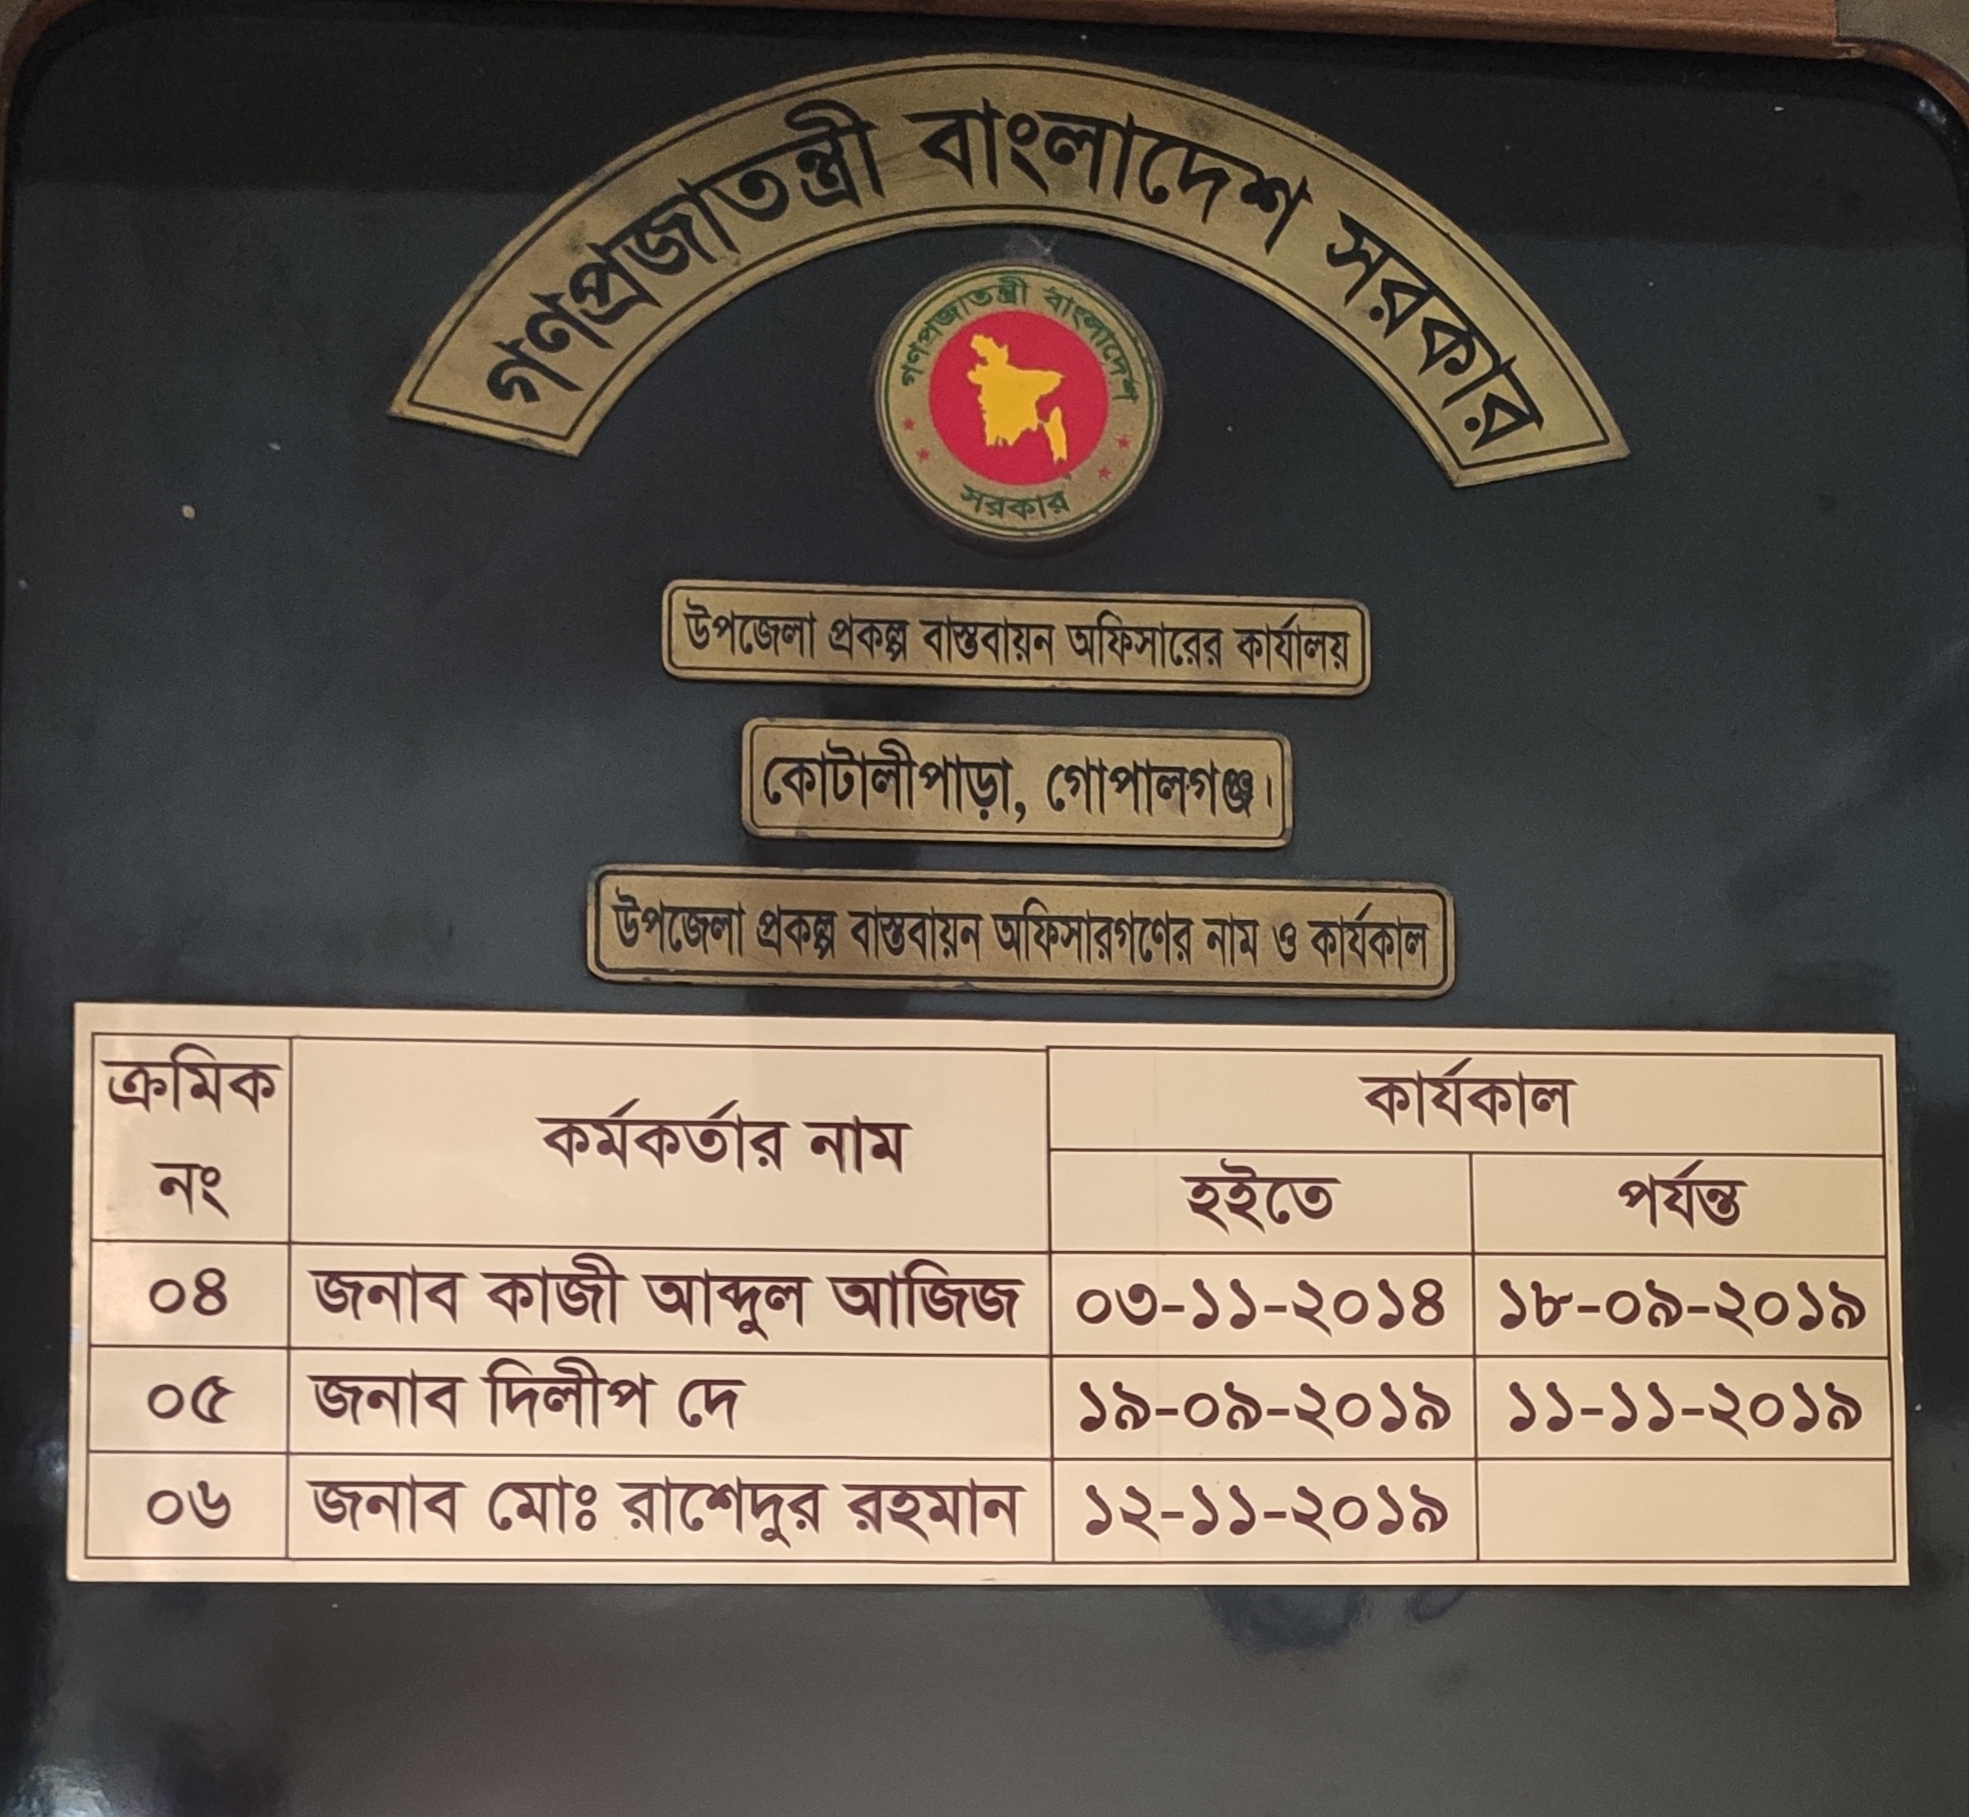 গণপ্রজাতন্ত্রী বাংলাদেশ সরকার
গণপ্রজাতন্ত্রী বাংলাদেশ
সরকার
উপজেলা প্রকল্প বাস্তবায়ন অফিসারের কার্যালয়
কোটালীপাড়া, গোপালগঞ্জ।
উপজেলা প্রকল্প বাস্তবায়ন অফিসারগণের নাম ও কার্যকাল
ক্রমিক নং কর্মকর্তার নাম কার্যকাল
হইতে পর্যন্ত
০৪ জনাব কাজী আব্দুল আজিজ ০৩-১১-২০১৪ ১৮-০৯-২০১৯
০৫ জনাব দিলীপ দে ১৯-০৯-২০১৯ ১১-১১-২০১৯
০৬ জনাব মোঃ রাশেদুর রহমান ১২-১১-২০১৯